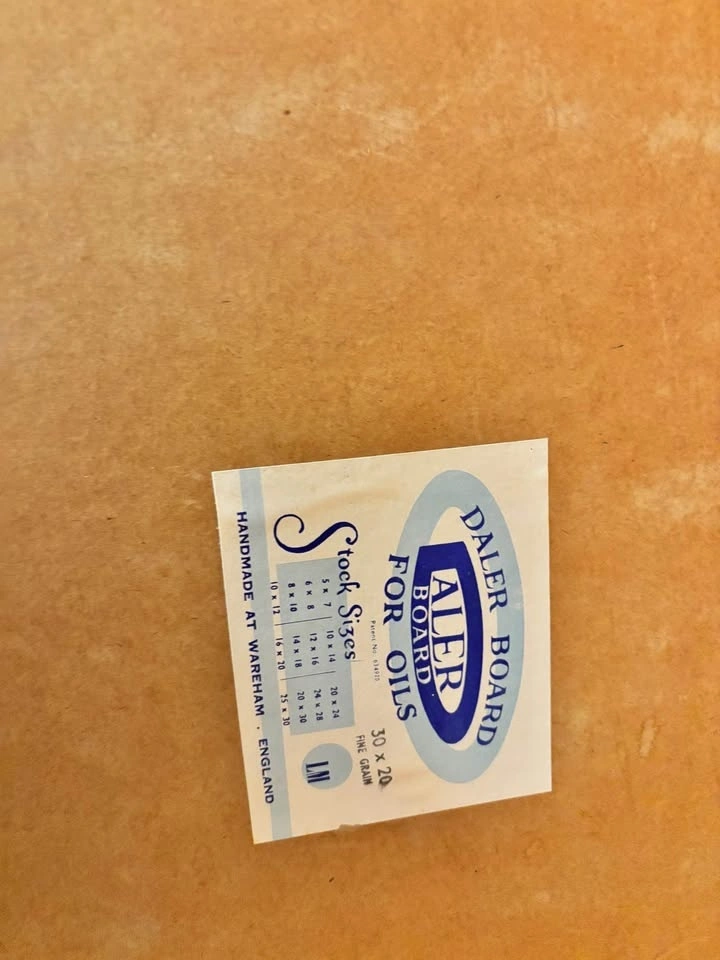 DALER BOARD
DALER
BOARD
FOR OILS
30 x 20
FINE GRAIN
Stock Sizes
5 x 7 10 x 14 20 x 24
6 x 8 12 x 16 24 x 28
8 x 10 14 x 18 20 x 30
10 x 12 16 x 20 25 x 30
LM
HANDMADE AT WAREHAM . ENGLAND